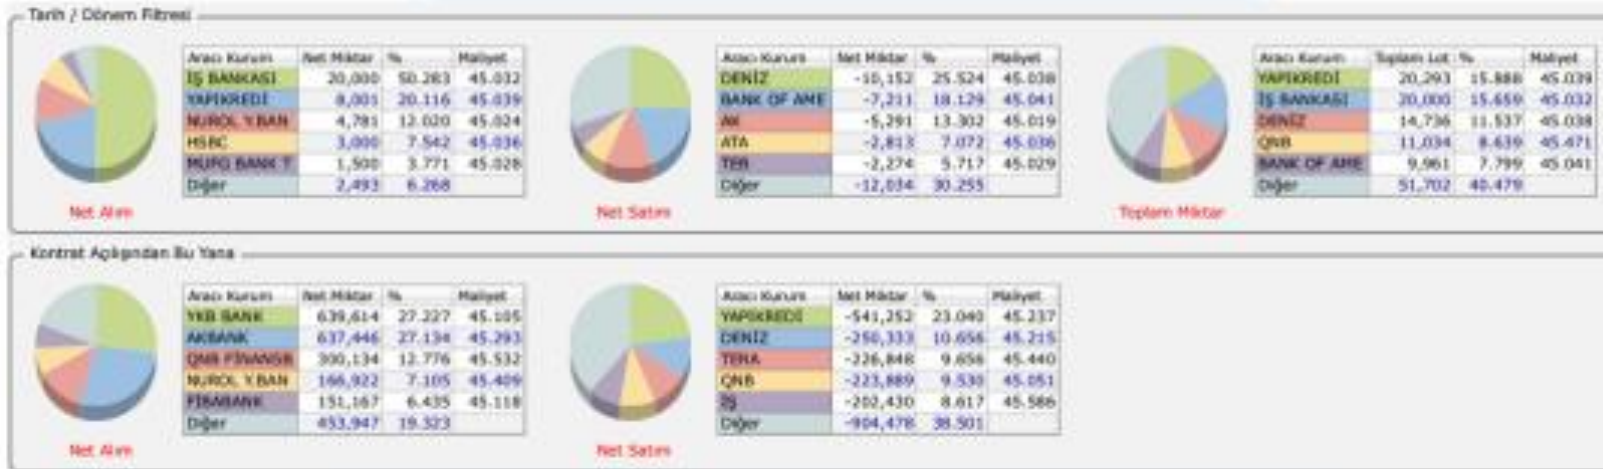 Tarih / Dönem Filtresi
Aracı Kurum Net Miktar % Maliyet
İŞ BANKASI 20,000 50.283 45.032
YAPIKREDİ 8,001 20.116 45.039
NUROL Y.BAN 4,781 12.020 45.024
HSBC 3,000 7.542 45.036
MUFG BANK T 1,500 3.771 45.028
Diğer 2,493 6.268
Net Alım
Aracı Kurum Net Miktar % Maliyet
DENİZ -10,152 25.524 45.038
BANK OF AME -7,211 18.129 45.041
AK -5,291 13.302 45.019
ATA -2,813 7.072 45.036
TEB -2,274 5.717 45.029
Diğer -12,034 30.255
Net Satım
Aracı Kurum Toplam Lot %  Maliyet
YAPIKREDİ 20,293 15.888 45.039
İŞ BANKASI 20,000 15.659 45.032
DENİZ 14,736 11.537 45.038
QNB 11,034 8.639 45.471
BANK OF AME 9,961 7.799 45.041
Diğer 51,702 40.479
Toplam Miktar
Kontrat Açılışından Bu Yana
Aracı Kurum Net Miktar % Maliyet
YKB BANK 639,614 27.227 45.105
AKBANK 637,446 27.134 45.293
QNB FİNANSB 300,134 12.776 45.532
NUROL Y.BAN 166,922 7.105 45.409
FİBABANK 151,167 6.435 45.118
Diğer 453,947 19.323
Net Alım
Aracı Kurum Net Miktar % Maliyet
YAPIKREDİ -541,252 23.040 45.237
DENİZ -250,333 10.656 45.215
TERA -226,848 9.656 45.440
QNB -223,889 9.530 45.051
İŞ -202,430 8.617 45.586
Diğer -904,478 38.501
Net Satım